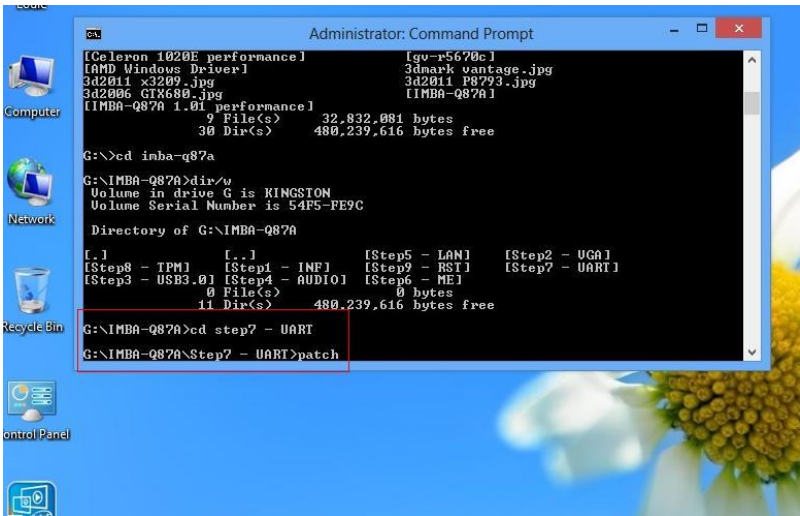 Administrator: Command Prompt
[Celeron 1020E performance] [gv-r5670c]
[AMD Windows Driver] 3dmark vantage.jpg
3d2011 x3209.jpg 3d2011 P8793.jpg
3d2006 GTX680.jpg [IMBA-Q87A]
[IMBA-Q87A 1.01 performance]
9 File(s) 32,832,081 bytes
30 Dir(s) 480,239,616 bytes free
G:\>cd imba-q87a
G:\IMBA-Q87A>dir/w
Volume in drive G is KINGSTON
Volume Serial Number is 54F5-FE9C
Directory of G:\IMBA-Q87A
[.] [..] [Step5 - LAN] [Step2 - VGA]
[Step8 - TPM] [Step1 - INF] [Step9 - RST] [Step7 - UART]
[Step3 - USB3.0] [Step4 - AUDIO] [Step6 - ME]
0 File(s) 0 bytes
11 Dir(s) 480,239,616 bytes free
G:\IMBA-Q87A>cd step7 - UART
G:\IMBA-Q87A\Step7 - UART>patch
Computer
Network
Recycle Bin
ontrol Panel